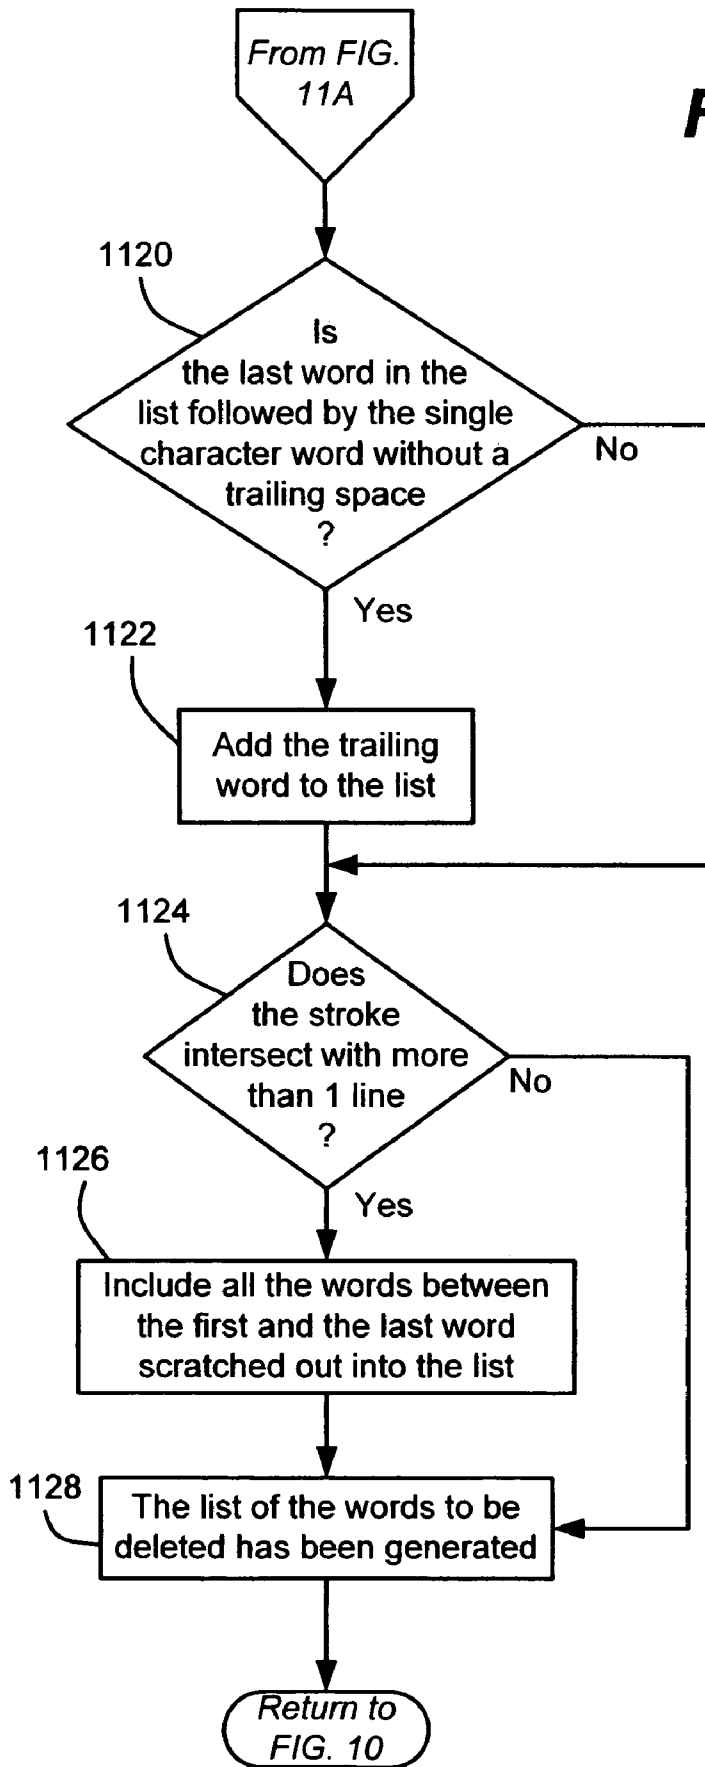 From FIG.
11A
1120
Is
the last word in the
list followed by the single
character word without a
trailing space
?
No
Yes
1122
Add the trailing
word to the list
1124
Does
the stroke
intersect with more
than 1 line
?
No
1126
Yes
Include all the words between
the first and the last word
scratched out into the list
1128
The list of the words to be
deleted has been generated
Return to
FIG. 10